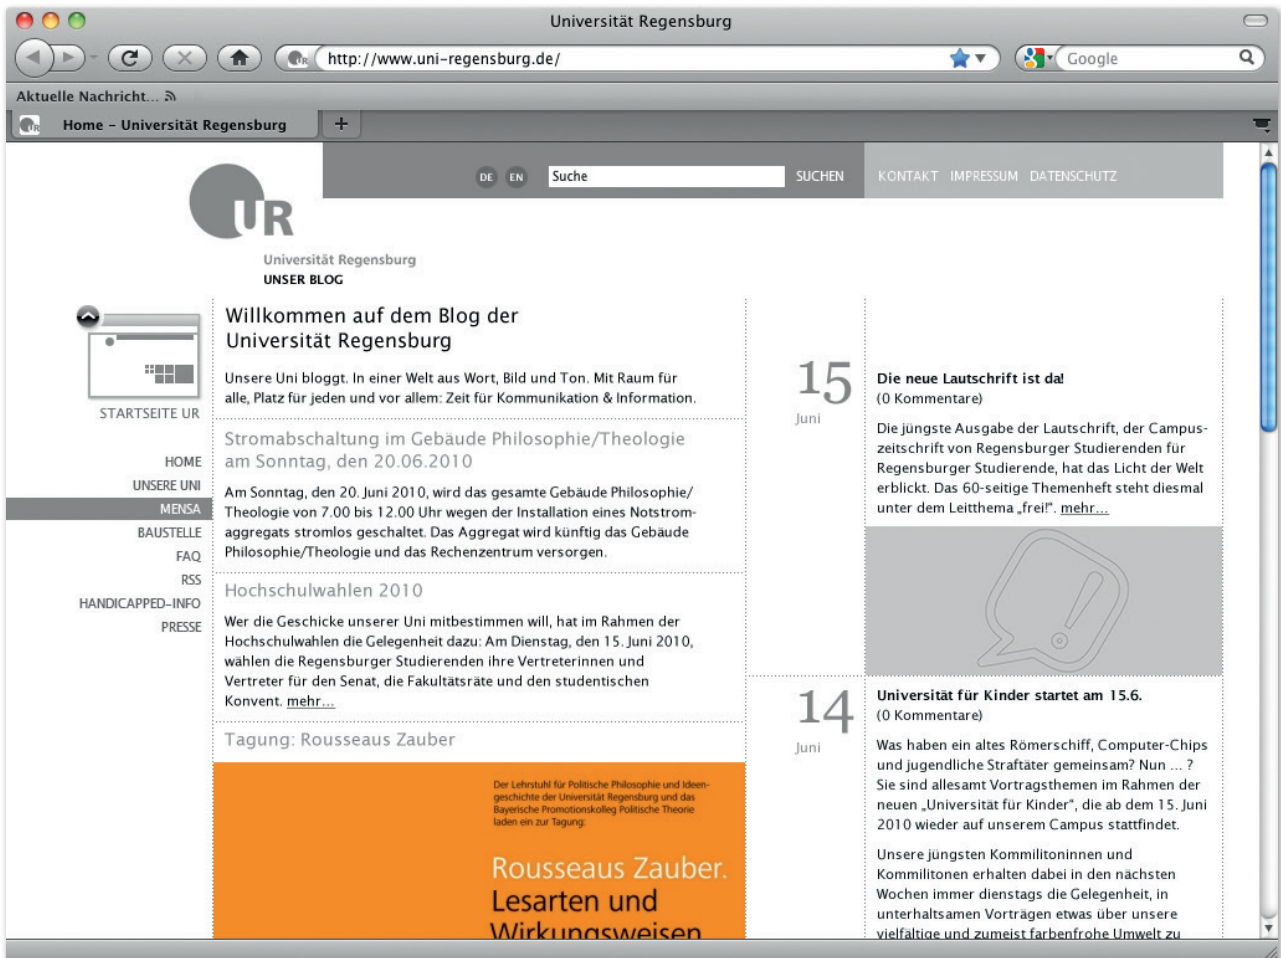 Universität Regensburg
http://www.uni-regensburg.de/
Google
Aktuelle Nachricht...
UR
Home – Universität Regensburg
+
DE EN Suche SUCHEN KONTAKT IMPRESSUM DATENSCHUTZ
UR
Universität Regensburg
UNSER BLOG
STARTSEITE UR
HOME
UNSERE UNI
MENSA
BAUSTELLE
FAQ
RSS
HANDICAPPED-INFO
PRESSE
Willkommen auf dem Blog der
Universität Regensburg
Unsere Uni bloggt. In einer Welt aus Wort, Bild und Ton. Mit Raum für
alle, Platz für jeden und vor allem: Zeit für Kommunikation & Information.
Stromabschaltung im Gebäude Philosophie/Theologie
am Sonntag, den 20.06.2010
Am Sonntag, den 20. Juni 2010, wird das gesamte Gebäude Philosophie/
Theologie von 7.00 bis 12.00 Uhr wegen der Installation eines Notstrom-
aggregats stromlos geschaltet. Das Aggregat wird künftig das Gebäude
Philosophie/Theologie und das Rechenzentrum versorgen.
Hochschulwahlen 2010
Wer die Geschicke unserer Uni mitbestimmen will, hat im Rahmen der
Hochschulwahlen die Gelegenheit dazu: Am Dienstag, den 15. Juni 2010,
wählen die Regensburger Studierenden ihre Vertreterinnen und
Vertreter für den Senat, die Fakultätsräte und den studentischen
Konvent. mehr...
Tagung: Rousseaus Zauber
Der Lehrstuhl für Politische Philosophie und Ideen-
geschichte der Universität Regensburg und das
Bayerische Promotionskolleg Politische Theorie
laden ein zur Tagung:
Rousseaus Zauber.
Lesarten und
Wirkungsweisen
15
Juni
Die neue Lautschrift ist da!
(0 Kommentare)
Die jüngste Ausgabe der Lautschrift, der Campus-
zeitschrift von Regensburger Studierenden für
Regensburger Studierende, hat das Licht der Welt
erblickt. Das 60-seitige Themenheft steht diesmal
unter dem Leitthema „frei!“. mehr...
14
Juni
Universität für Kinder startet am 15.6.
(0 Kommentare)
Was haben ein altes Römerschiff, Computer-Chips
und jugendliche Straftäter gemeinsam? Nun ... ?
Sie sind allesamt Vortragsthemen im Rahmen der
neuen „Universität für Kinder“, die ab dem 15. Juni
2010 wieder auf unserem Campus stattfindet.
Unsere jüngsten Kommilitoninnen und
Kommilitonen erhalten dabei in den nächsten
Wochen immer dienstags die Gelegenheit, in
unterhaltsamen Vorträgen etwas über unsere
vielfältige und zumeist farbenfrohe Umwelt zu